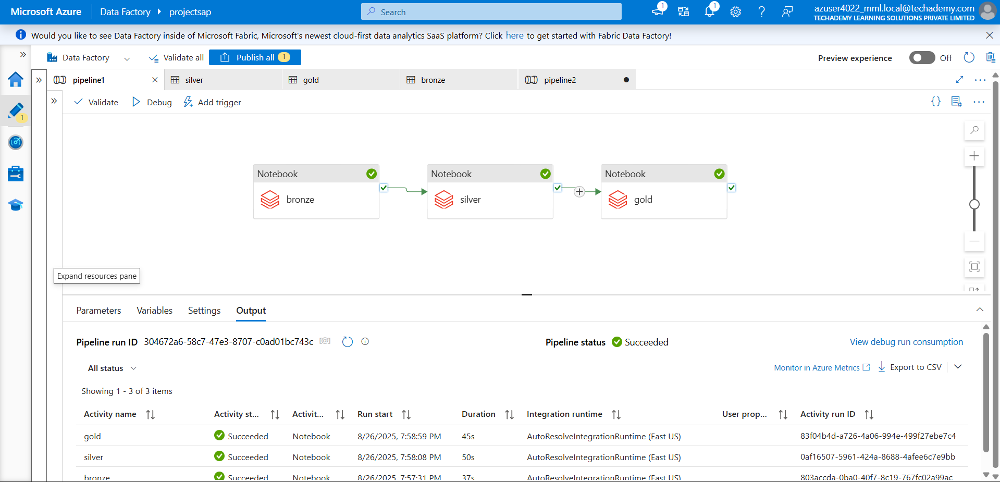 Microsoft Azure Data Factory projectsap Search 1 1 azuser4022_mml.local@techademy.com
TECHADEMY LEARNING SOLUTIONS PRIVATE LIMITED
Would you like to see Data Factory inside of Microsoft Fabric, Microsoft's newest cloud-first data analytics SaaS platform? Click here to get started with Fabric Data Factory!
Data Factory Validate all Publish all 1 Preview experience Off
pipeline1 silver gold bronze pipeline2
Validate Debug Add trigger
1
Notebook Notebook Notebook
bronze silver gold
Expand resources pane
Parameters Variables Settings Output
Pipeline run ID 304672a6-58c7-47e3-8707-c0ad01bc743c [@] Pipeline status Succeeded View debug run consumption
All status Monitor in Azure Metrics Export to CSV
Showing 1 - 3 of 3 items
Activity name Activity st... Activit... Run start Duration Integration runtime User prop... Activity run ID
gold Succeeded Notebook 8/26/2025, 7:58:59 PM 45s AutoResolveIntegrationRuntime (East US) 83f04b4d-a726-4a06-994e-499f27ebe7c4
silver Succeeded Notebook 8/26/2025, 7:58:08 PM 50s AutoResolveIntegrationRuntime (East US) 0af16507-5961-424a-8688-4afee6c7e9bb
bronze Succeeded Notebook 8/26/2025, 7:57:31 PM 37s AutoResolveIntegrationRuntime (East US) 803accda-0ba0-40f7-8c19-767fc02a99ac